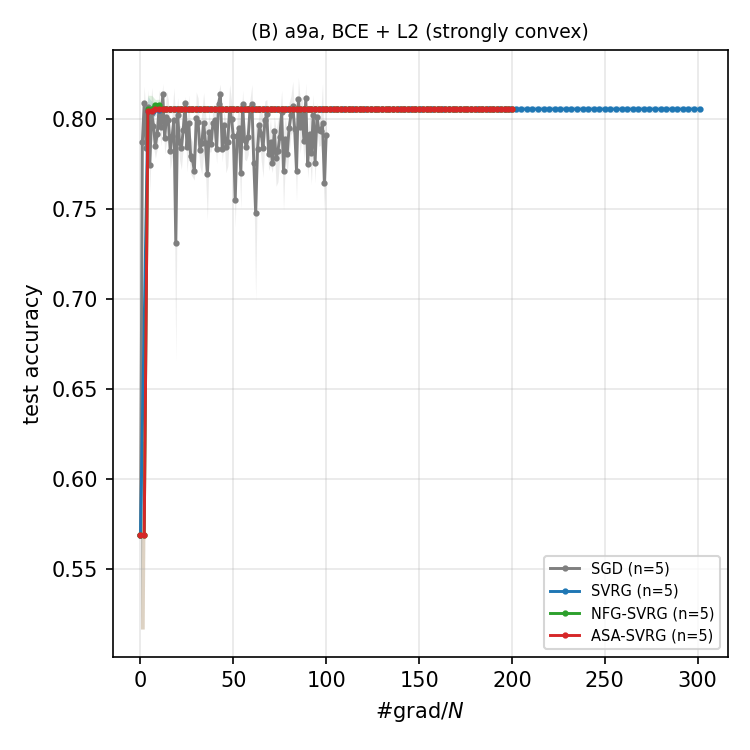 (B) a9a, BCE + L2 (strongly convex)
test accuracy
0.80
0.75
0.70
0.65
0.60
0.55
SGD (n=5)
SVRG (n=5)
NFG-SVRG (n=5)
ASA-SVRG (n=5)
0 50 100 150 200 250 300
#grad/N